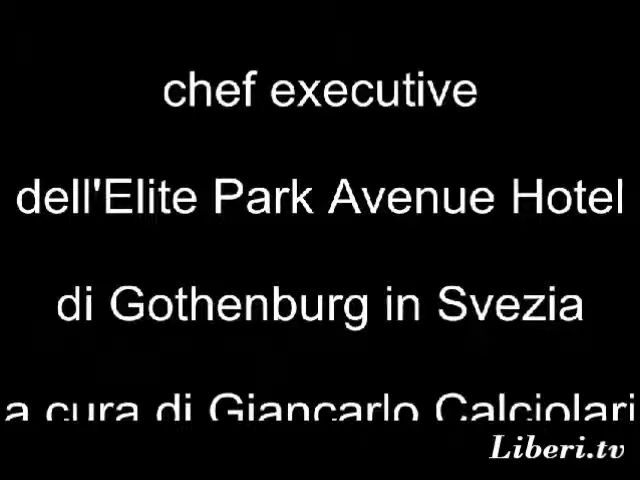 chef executive
dell'Elite Park Avenue Hotel
di Gothenburg in Svezia
a cura di Giancarlo Calciolari
Liberi.tv